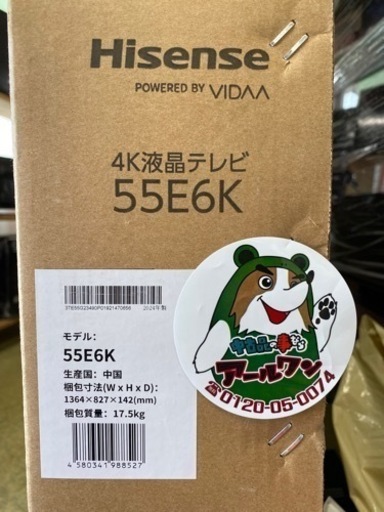 Hisense
POWERED BY VIDAA
4K液晶テレビ
55E6K
2024年製
モデル:
55E6K
生産国: 中国
梱包寸法(W x H x D):
1364×827×142(mm)
梱包質量: 17.5kg
4 580341 988527
アールワン
☎0120-05-0074